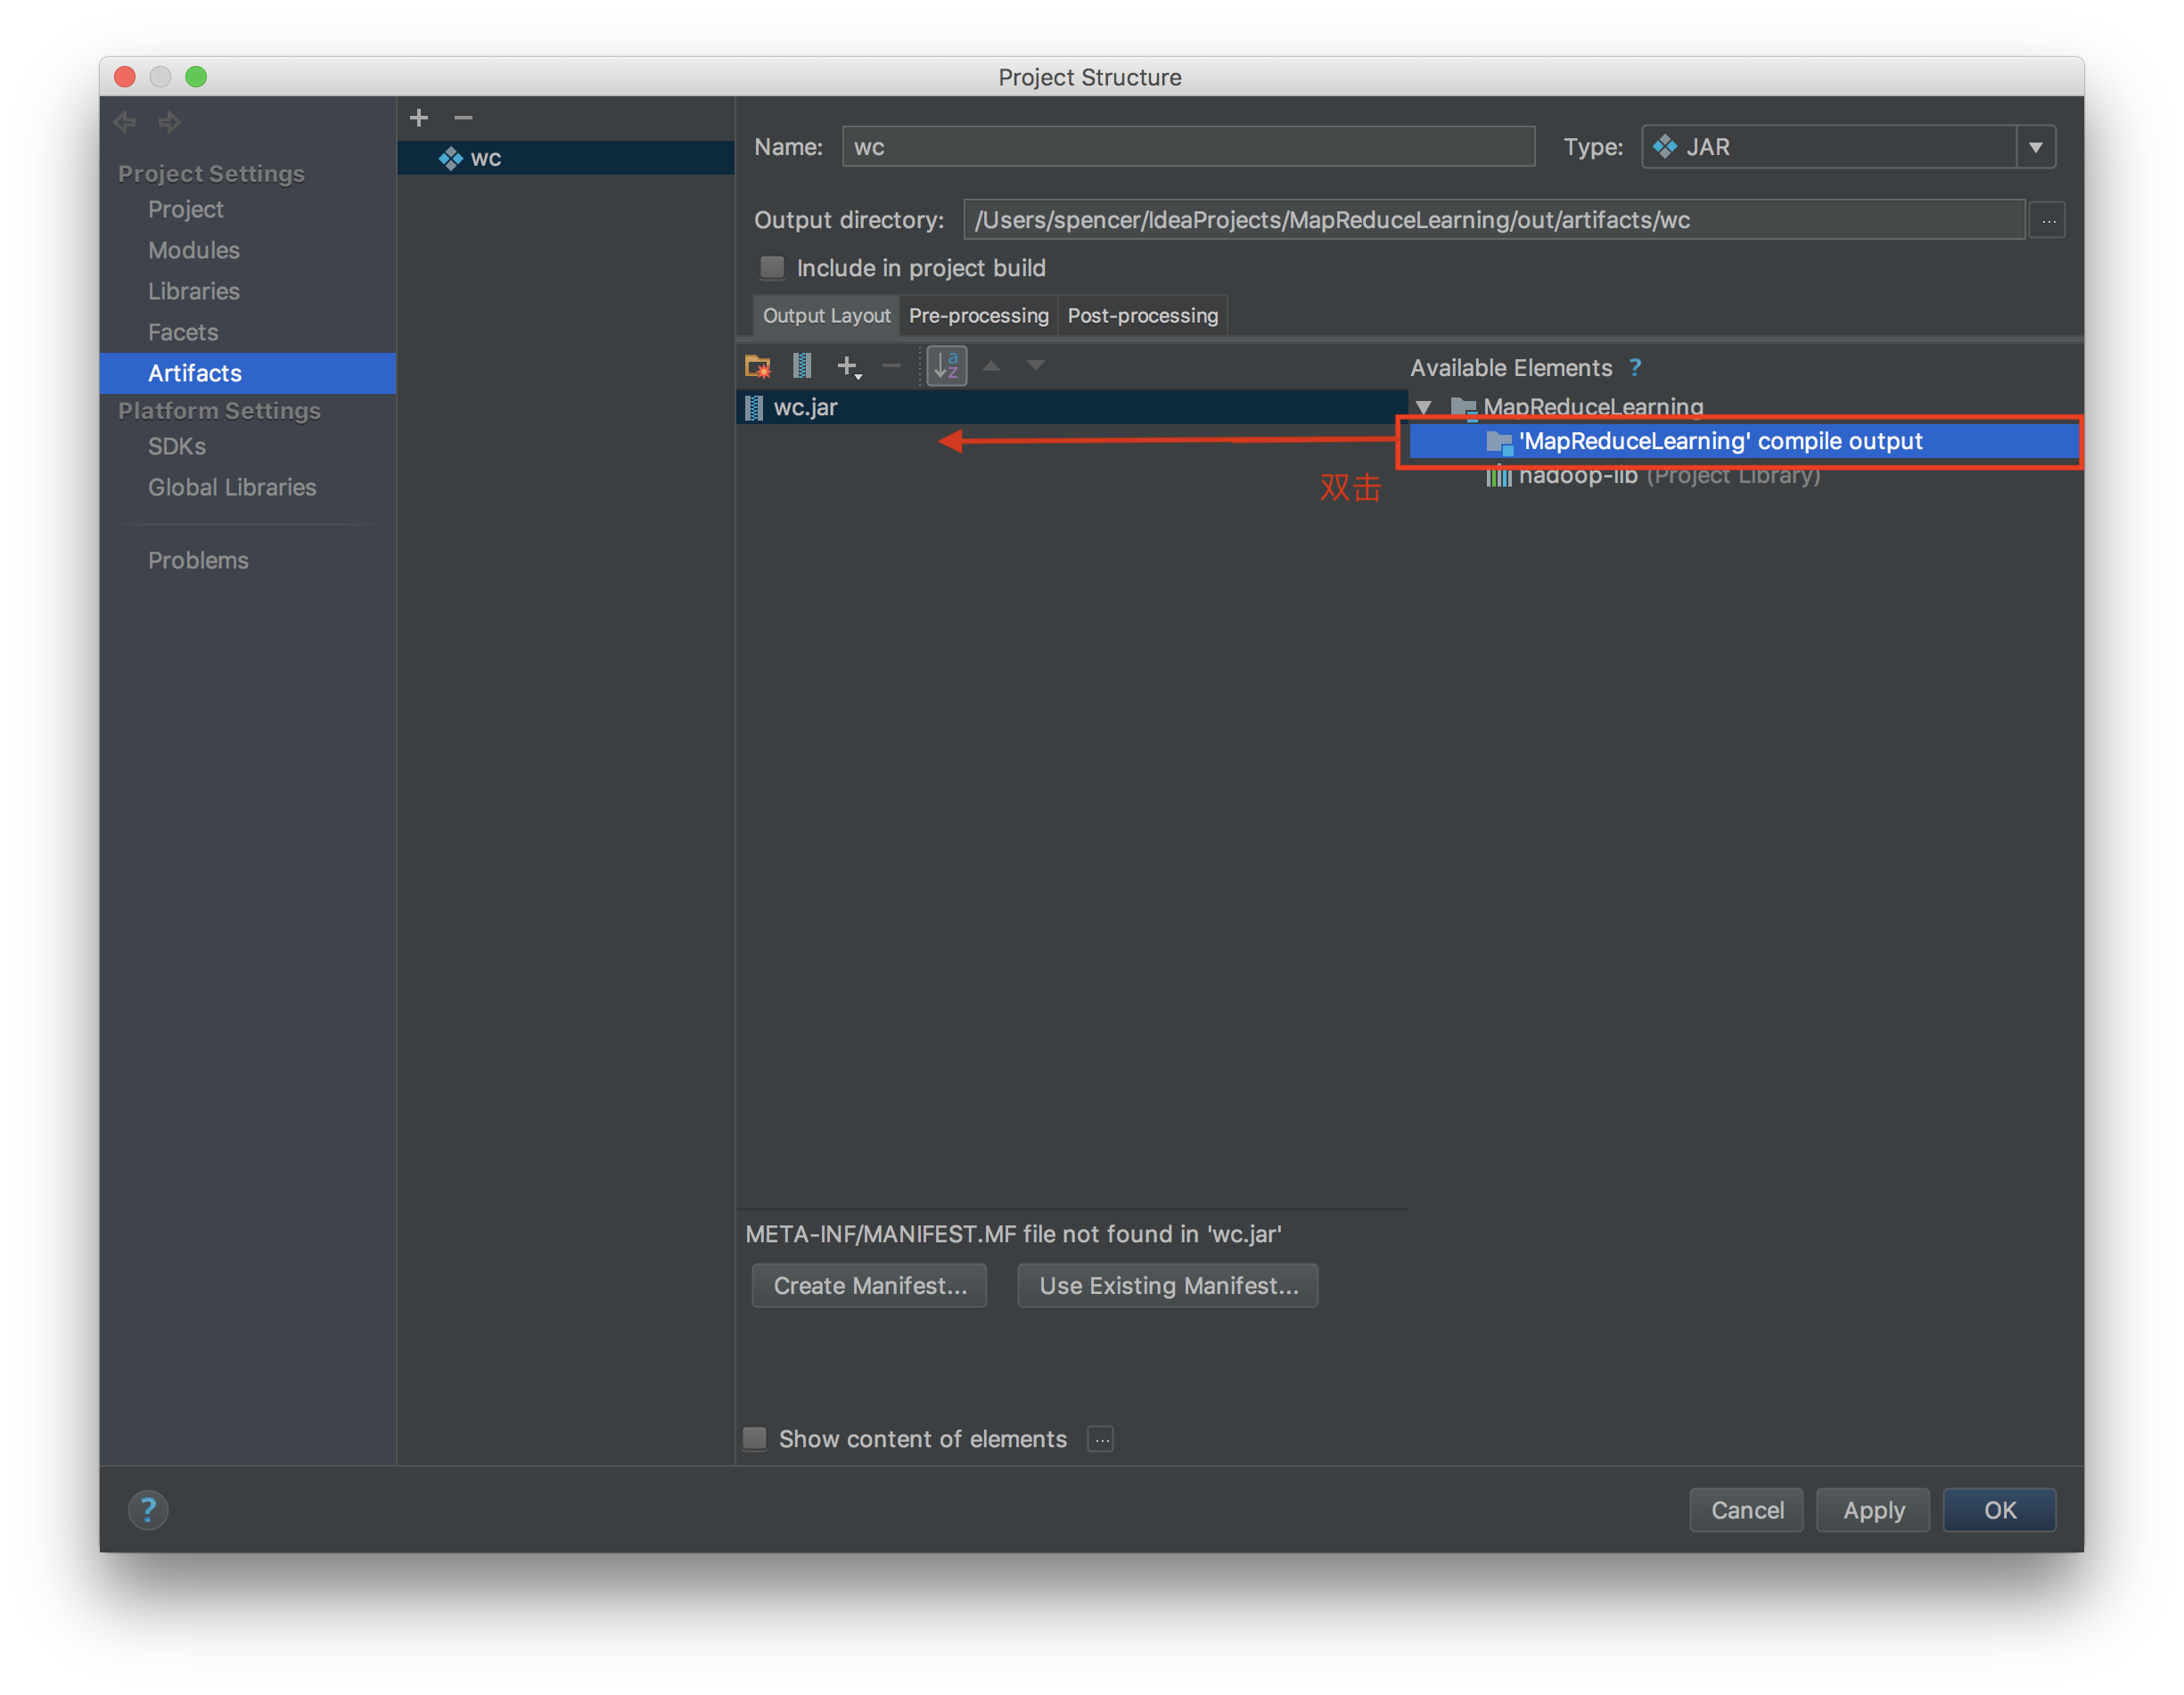 Project Structure
Project Settings
Project
Modules
Libraries
Facets
Artifacts
Platform Settings
SDKs
Global Libraries
Problems
wc
Name: wc Type: JAR
Output directory: /Users/spencer/IdeaProjects/MapReduceLearning/out/artifacts/wc ...
Include in project build
Output Layout Pre-processing Post-processing
Available Elements ?
wc.jar
MapReduceLearning
'MapReduceLearning' compile output
hadoop-lib (Project Library)
双击
META-INF/MANIFEST.MF file not found in 'wc.jar'
Create Manifest... Use Existing Manifest...
Show content of elements ...
? Cancel Apply OK